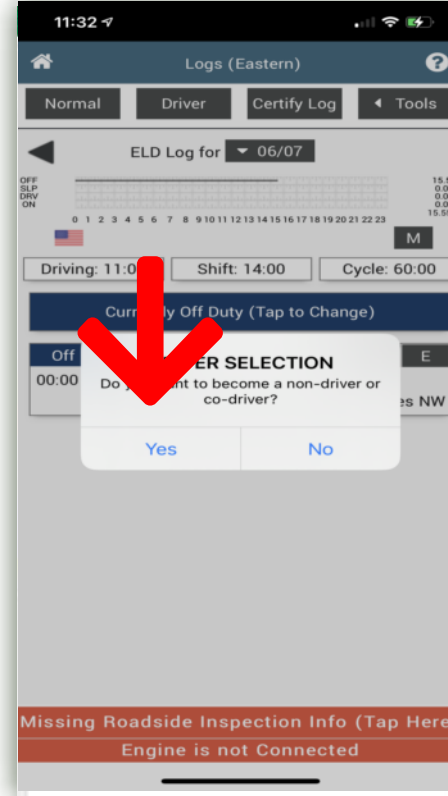 11:32
Logs (Eastern)
?
Normal
Driver
Certify Log
Tools
ELD Log for 06/07
OFF
SLP
DRV
ON
0 1 2 3 4 5 6 7 8 9 10 11 12 13 14 15 16 17 18 19 20 21 22 23
M
Driving: 11:0
Shift: 14:00
Cycle: 60:00
Curr ly Off Duty (Tap to Change)
Off
E
00:00
es NW
ER SELECTION
Do nt to become a non-driver or
co-driver?
Yes
No
Missing Roadside Inspection Info (Tap Here
Engine is not Connected